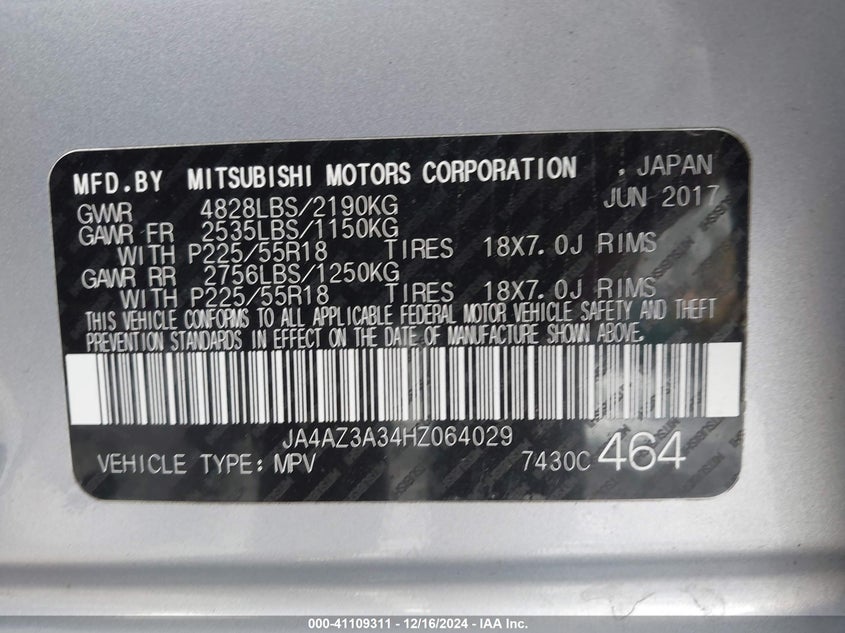 MFD.BY MITSUBISHI MOTORS CORPORATION , JAPAN
GVWR 4828LBS/2190KG JUN 2017
GAWR FR 2535LBS/1150KG
WITH P225/55R18 TIRES 18X7.0J RIMS
GAWR RR 2756LBS/1250KG
WITH P225/55R18 TIRES 18X7.0J RIMS
THIS VEHICLE CONFORMS TO ALL APPLICABLE FEDERAL MOTOR VEHICLE SAFETY AND THEFT
PREVENTION STANDARDS IN EFFECT ON THE DATE OF MANUFACTURE SHOWN ABOVE.
JA4AZ3A34HZ064029
VEHICLE TYPE: MPV 7430C 464
000-41109311 - 12/16/2024 - IAA Inc.